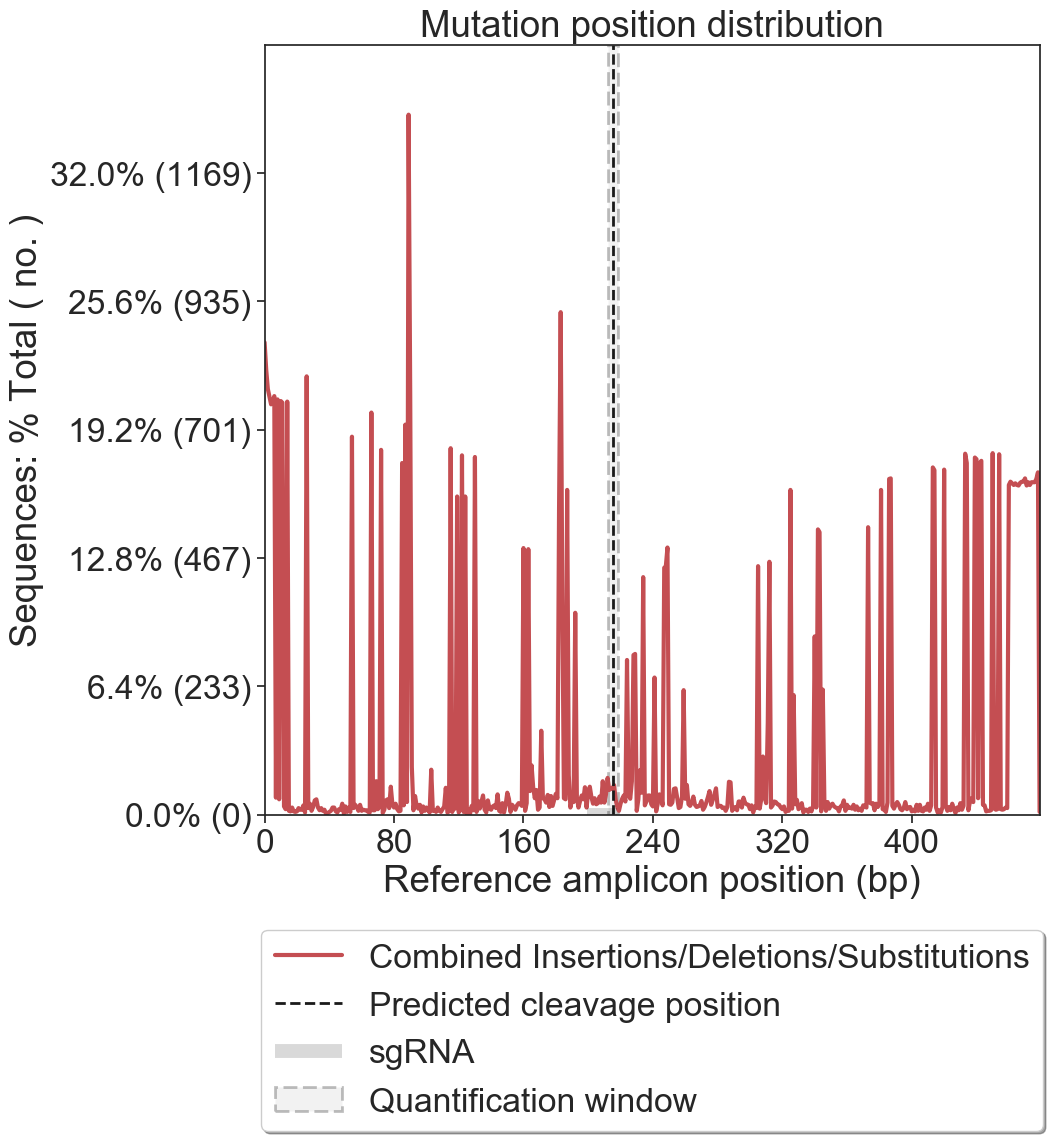 Mutation position distribution
Sequences: % Total ( no. )
32.0% (1169)
25.6% (935)
19.2% (701)
12.8% (467)
6.4% (233)
0.0% (0)
0 80 160 240 320 400
Reference amplicon position (bp)
Combined Insertions/Deletions/Substitutions
Predicted cleavage position
sgRNA
Quantification window